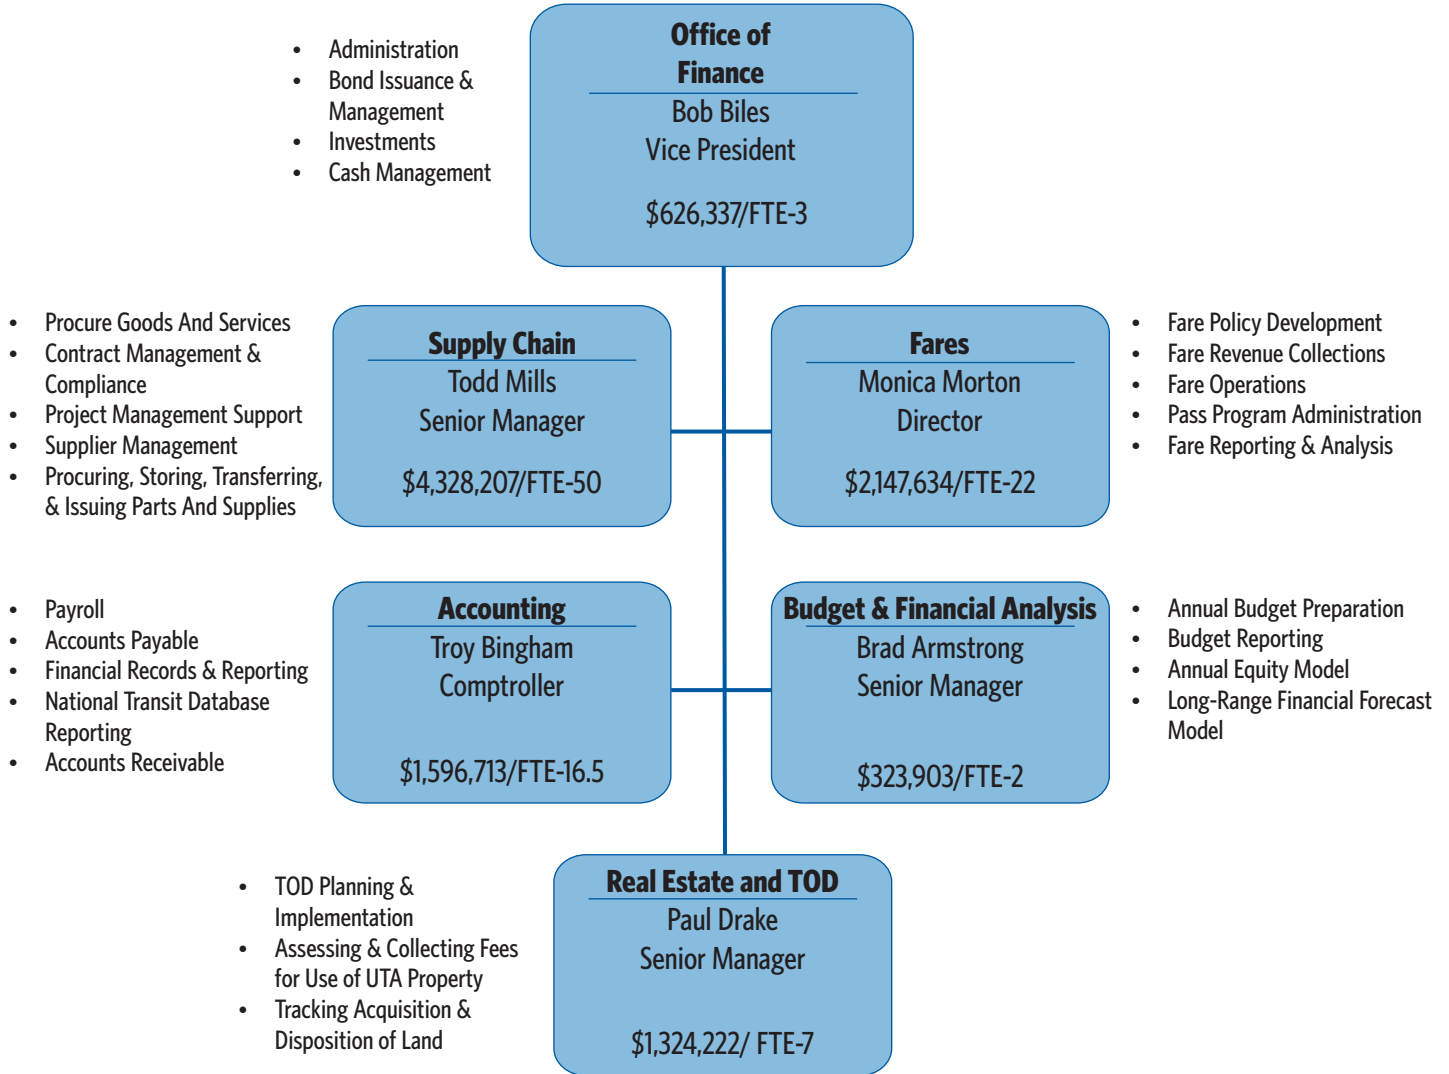 • Administration
• Bond Issuance &
Management
• Investments
• Cash Management
Office of
Finance
Bob Biles
Vice President
$626,337/FTE-3
• Procure Goods And Services
• Contract Management &
Compliance
• Project Management Support
• Supplier Management
• Procuring, Storing, Transferring,
& Issuing Parts And Supplies
Supply Chain
Todd Mills
Senior Manager
$4,328,207/FTE-50
Fares
Monica Morton
Director
$2,147,634/FTE-22
• Fare Policy Development
• Fare Revenue Collections
• Fare Operations
• Pass Program Administration
• Fare Reporting & Analysis
• Payroll
• Accounts Payable
• Financial Records & Reporting
• National Transit Database
Reporting
• Accounts Receivable
Accounting
Troy Bingham
Comptroller
$1,596,713/FTE-16.5
Budget & Financial Analysis
Brad Armstrong
Senior Manager
$323,903/FTE-2
• Annual Budget Preparation
• Budget Reporting
• Annual Equity Model
• Long-Range Financial Forecast
Model
• TOD Planning &
Implementation
• Assessing & Collecting Fees
for Use of UTA Property
• Tracking Acquisition &
Disposition of Land
Real Estate and TOD
Paul Drake
Senior Manager
$1,324,222/ FTE-7